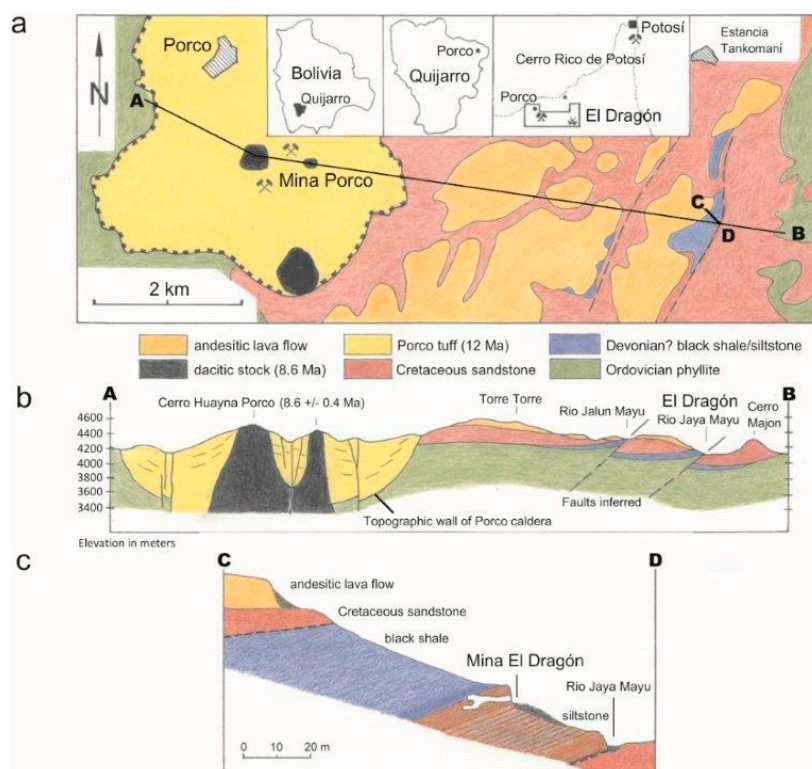 a
Porco
N
A
Bolivia
Quijarro
Porco
Quijarro
Potosí
Cerro Rico de Potosí
Porco
El Dragón
Estancia
Tankomani
Mina Porco
C
D
B
2 km
andesitic lava flow
Porco tuff (12 Ma)
Devonian? black shale/siltstone
dacitic stock (8.6 Ma)
Cretaceous sandstone
Ordovician phyllite
b
A
B
Cerro Huayna Porco (8.6 +/- 0.4 Ma)
Torre Torre
Rio Jalun Mayu
El Dragón
Rio Jaya Mayu
Cerro
Majon
4600
4400
4200
4000
3800
3600
3400
Faults inferred
Topographic wall of Porco caldera
Elevation in meters
c
C
D
andesitic lava flow
Cretaceous sandstone
black shale
Mina El Dragón
Rio Jaya Mayu
siltstone
0 10 20 m